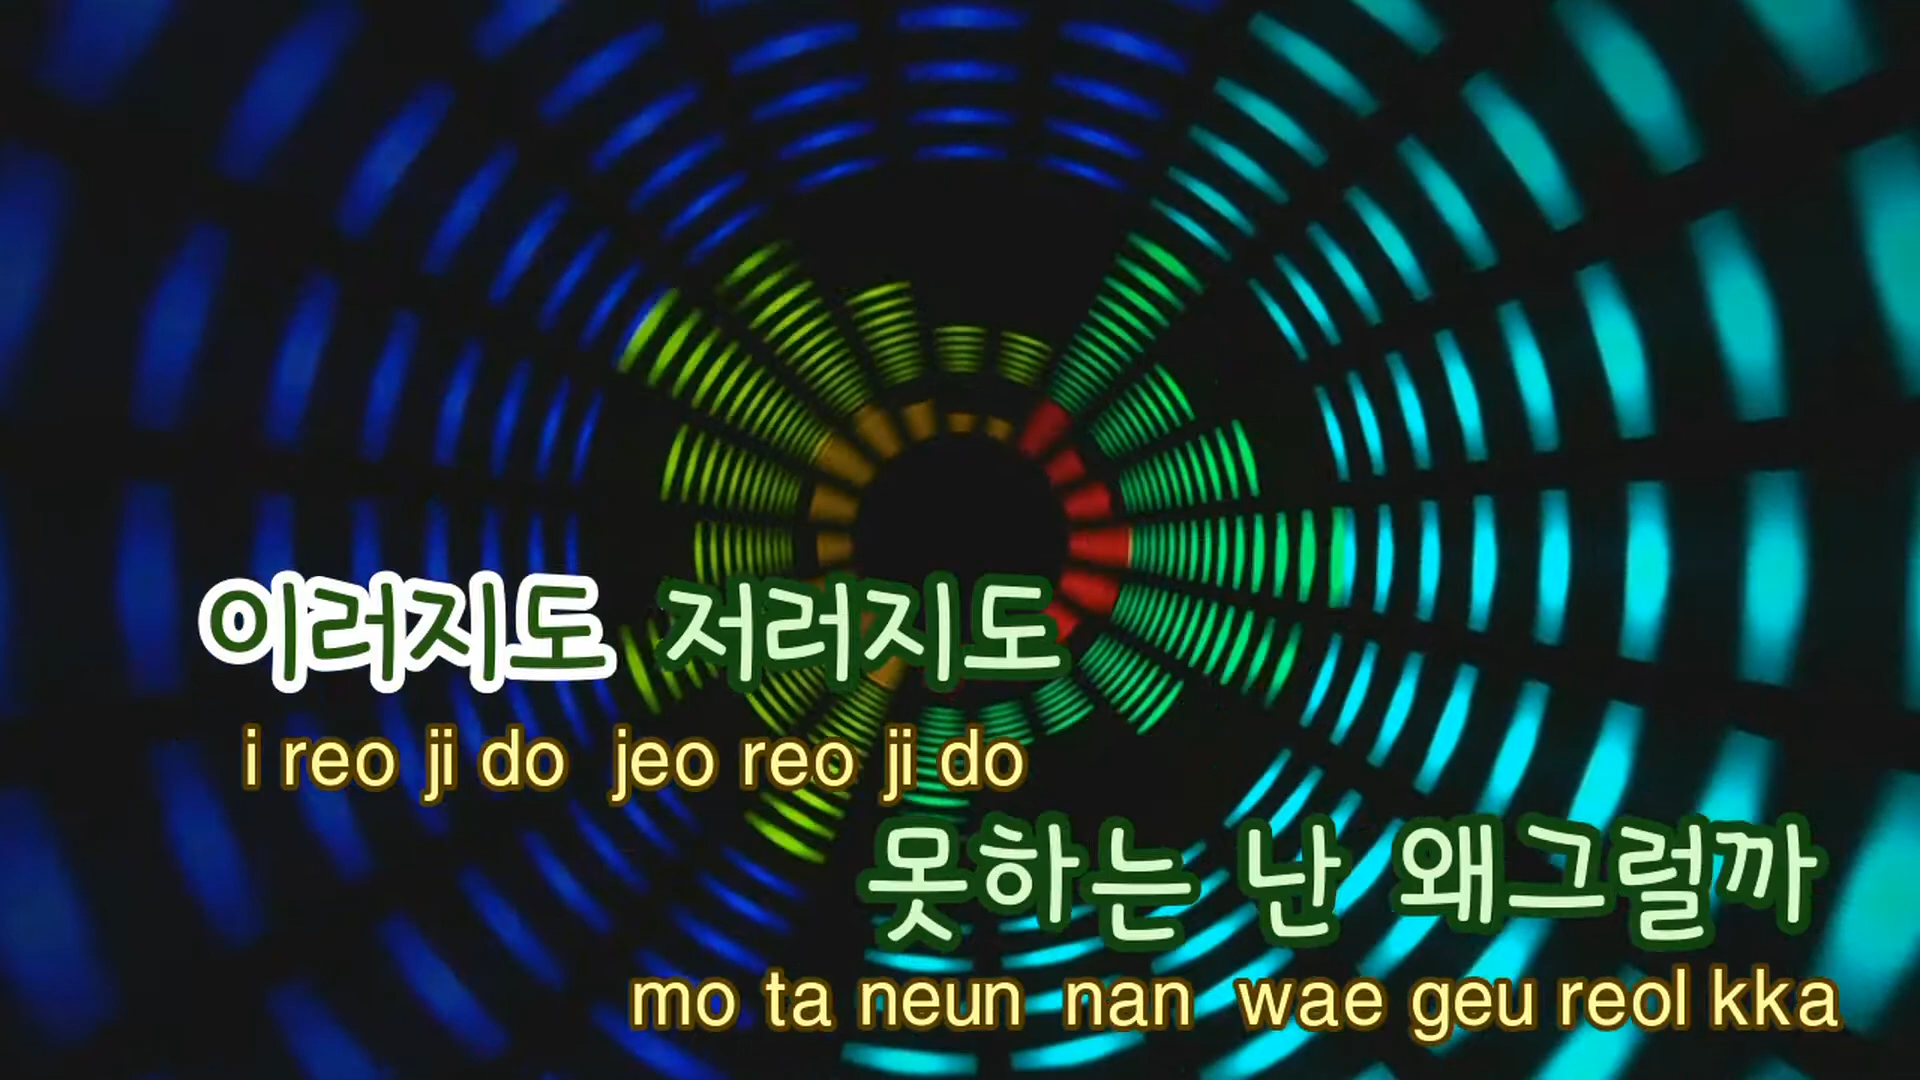 이러지도 저러지도
i reo ji do jeo reo ji do
못하는 난 왜그럴까
mo ta neun nan wae geu reol kka